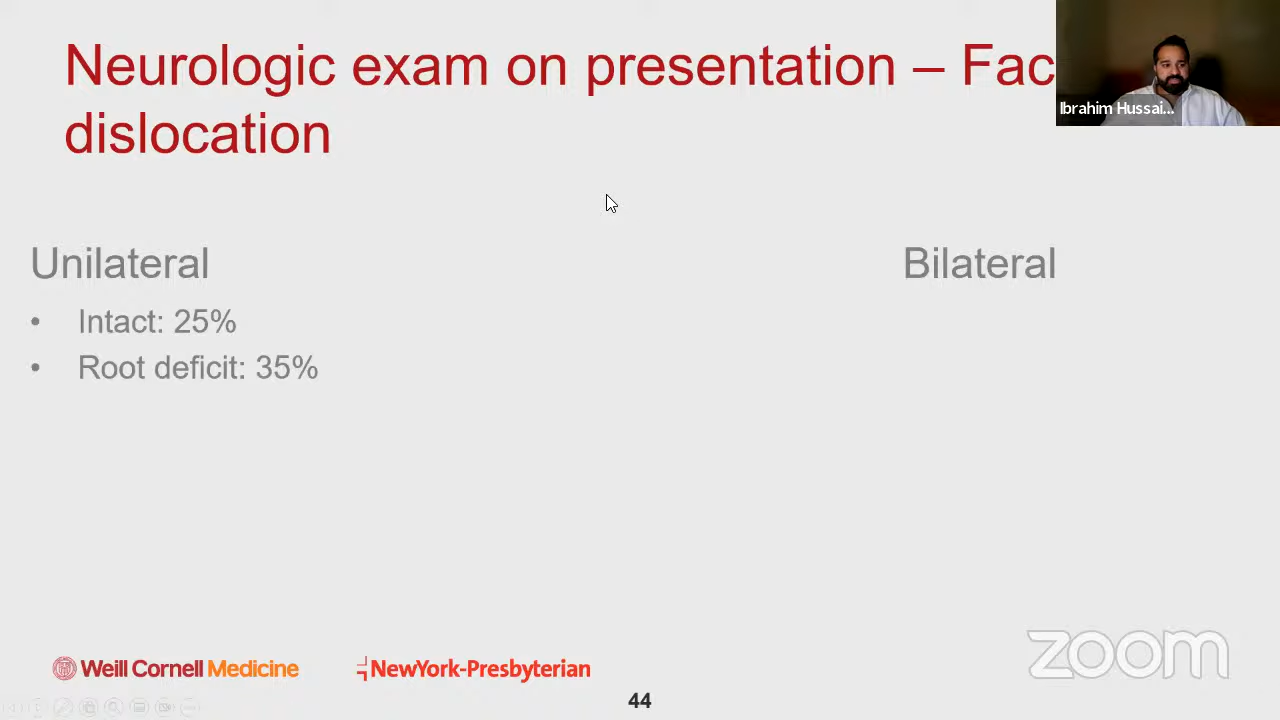 Neurologic exam on presentation – Fac
dislocation
Ibrahim Hussai...
Unilateral
• Intact: 25%
• Root deficit: 35%
Bilateral
Weill Cornell Medicine
NewYork-Presbyterian
zoom
44